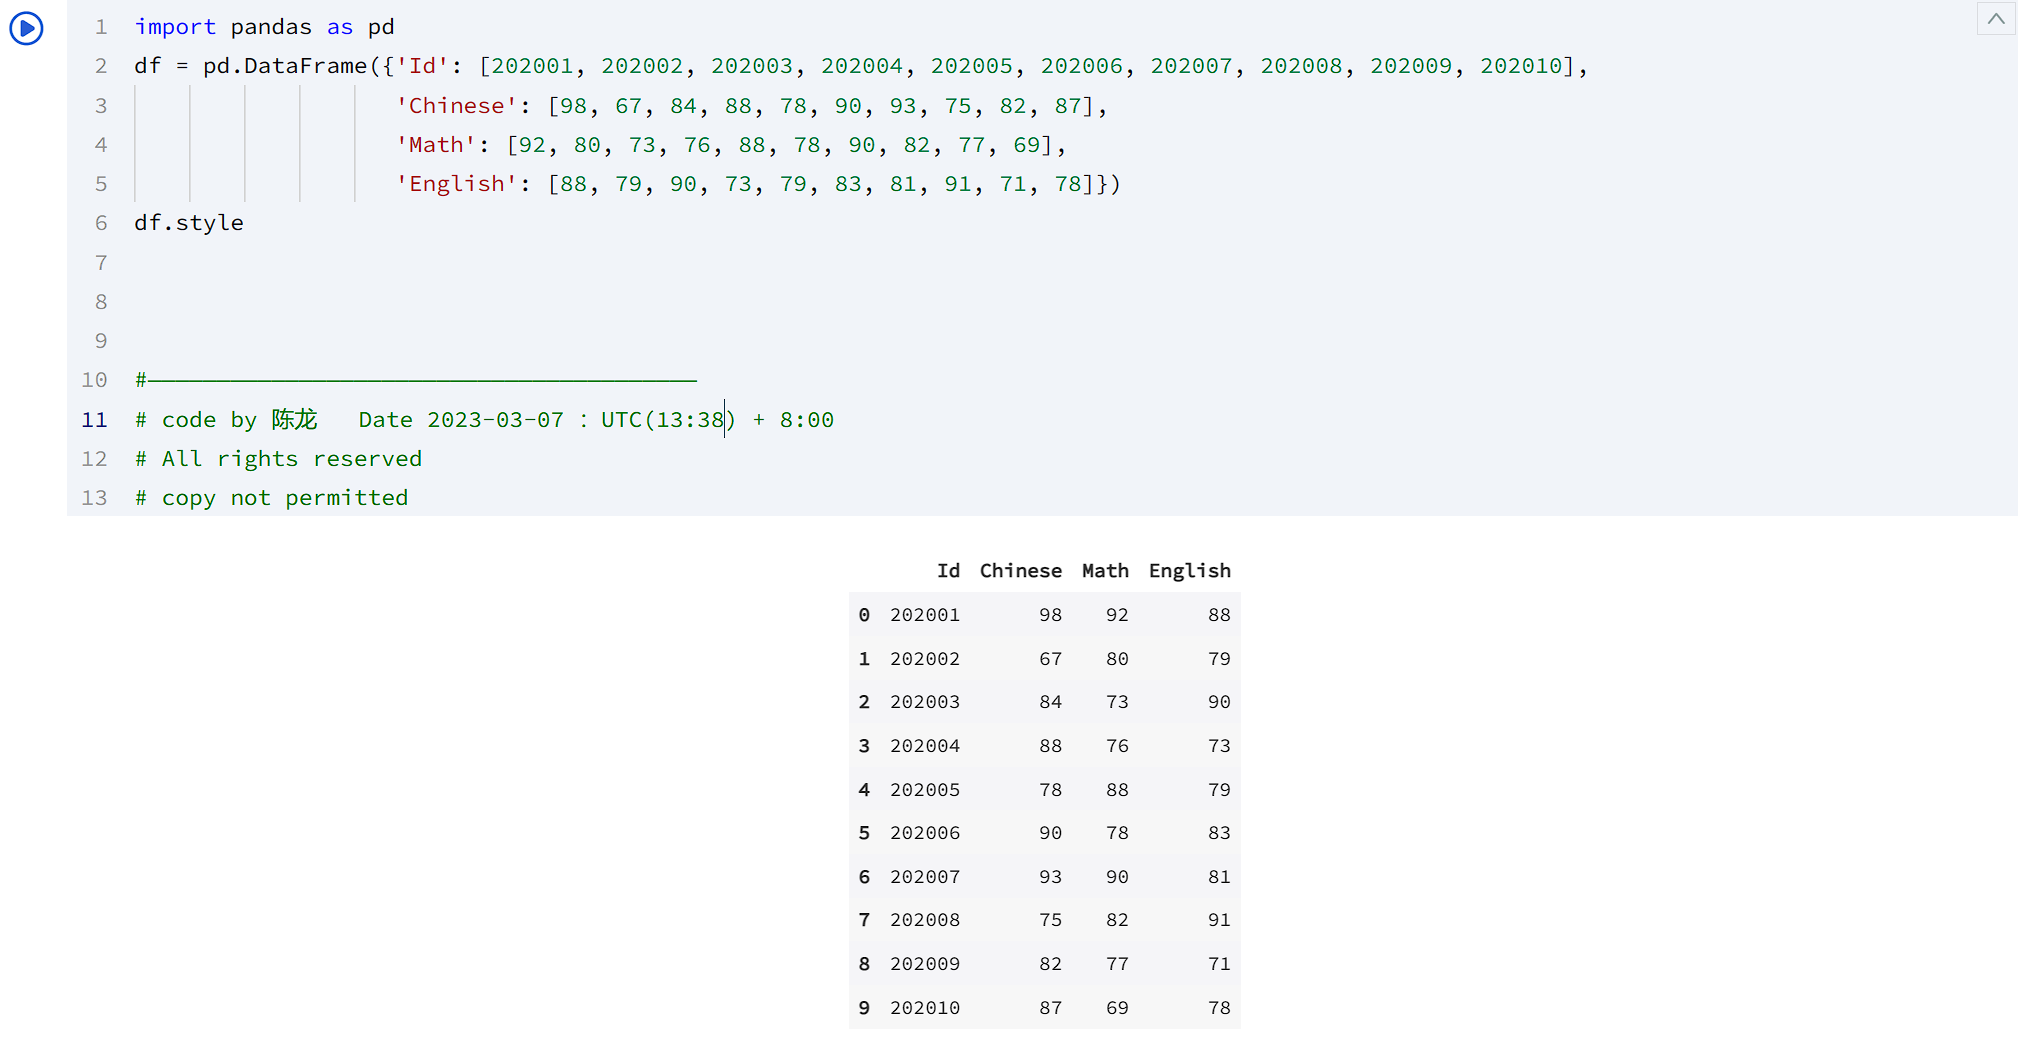 1 import pandas as pd
2 df = pd.DataFrame({'Id': [202001, 202002, 202003, 202004, 202005, 202006, 202007, 202008, 202009, 202010],
3 'Chinese': [98, 67, 84, 88, 78, 90, 93, 75, 82, 87],
4 'Math': [92, 80, 73, 76, 88, 78, 90, 82, 77, 69],
5 'English': [88, 79, 90, 73, 79, 83, 81, 91, 71, 78]})
6 df.style
7
8
9
10 #————————————————————————————————————————
11 # code by 陈龙 Date 2023-03-07 : UTC(13:38) + 8:00
12 # All rights reserved
13 # copy not permitted
Id Chinese Math English
0 202001 98 92 88
1 202002 67 80 79
2 202003 84 73 90
3 202004 88 76 73
4 202005 78 88 79
5 202006 90 78 83
6 202007 93 90 81
7 202008 75 82 91
8 202009 82 77 71
9 202010 87 69 78